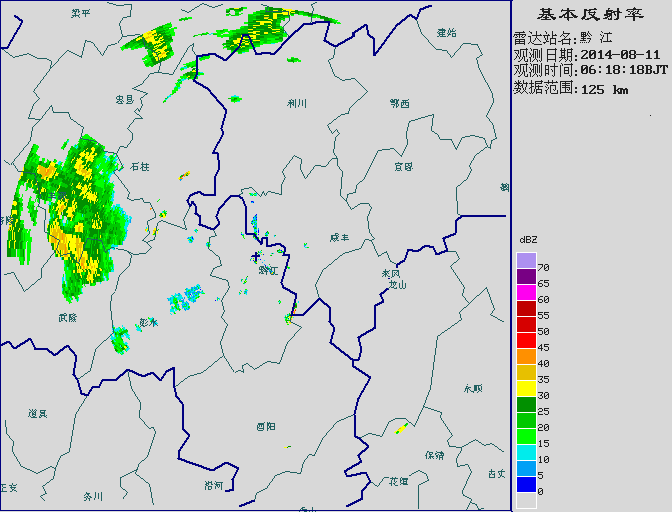 基本反射率
雷达站名:黔 江
观测日期:2014-08-11
观测时间:06:18:18BJT
数据范围:125 km
梁平
建始
忠县
利川
鄂西
石柱
宣恩
咸丰
来凤
龙山
黔江
武隆
彭水
道真
酉阳
永顺
保靖
花垣
吉艾
沿河
务川
正安
dBZ
70
65
60
55
50
45
40
35
30
25
20
15
10
5
0